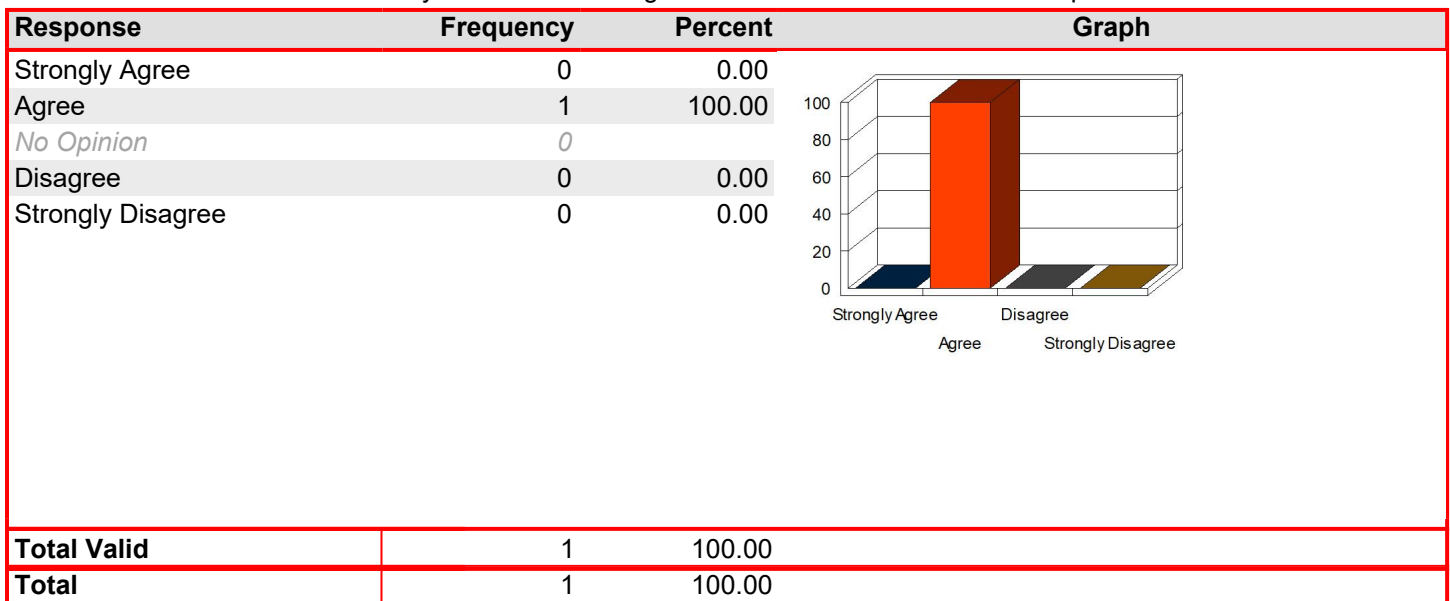 Response Frequency Percent Graph
Strongly Agree 0 0.00
Agree 1 100.00
No Opinion 0
Disagree 0 0.00
Strongly Disagree 0 0.00
100
80
60
40
20
0
Strongly Agree Disagree
Agree Strongly Disagree
Total Valid 1 100.00
Total 1 100.00